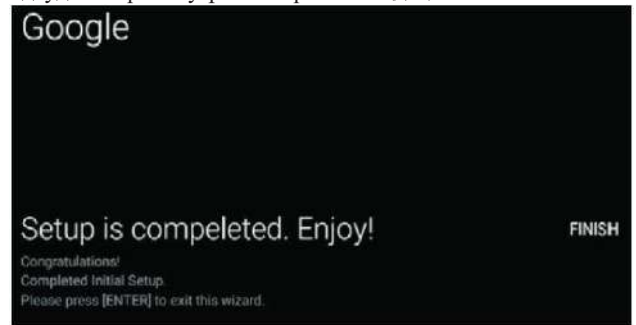 Google
Setup is compeleted. Enjoy!
FINISH
Congratulations!
Completed Initial Setup.
Please press [ENTER] to exit this wizard.